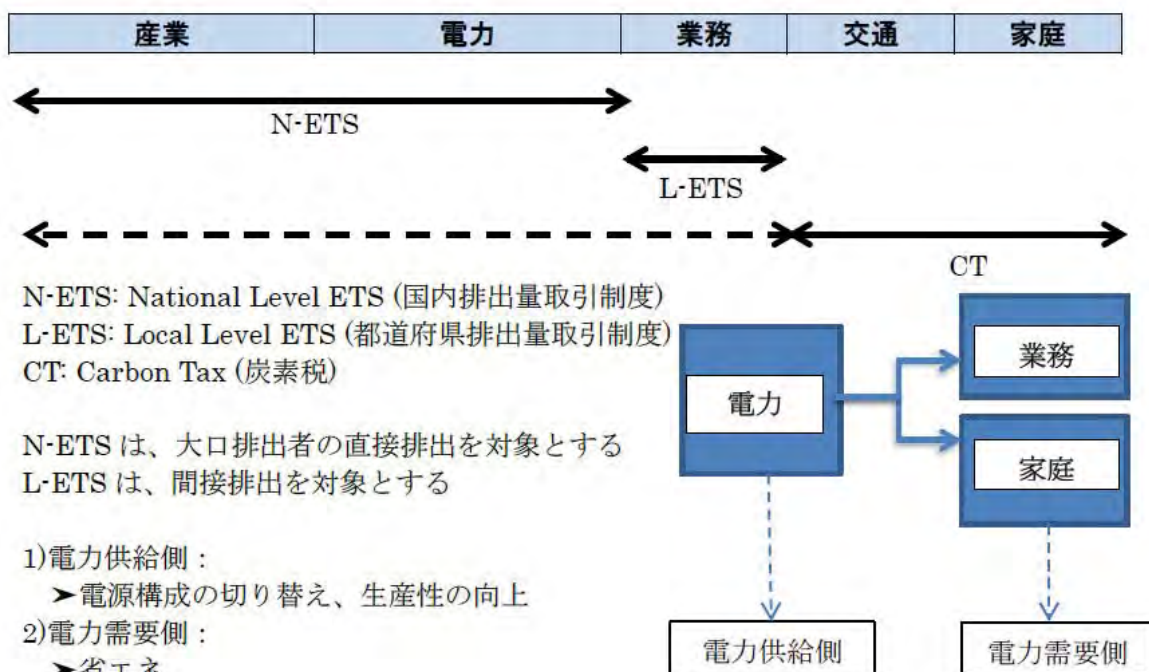 産業 電力 業務 交通 家庭
N-ETS
L-ETS
CT
N-ETS: National Level ETS (国内排出量取引制度)
L-ETS: Local Level ETS (都道府県排出量取引制度)
CT: Carbon Tax (炭素税)
N-ETS は、大口排出者の直接排出を対象とする
L-ETS は、間接排出を対象とする
1)電力供給側：
➤電源構成の切り替え、生産性の向上
2)電力需要側：
➤省エネ
電力
業務
家庭
電力供給側
電力需要側